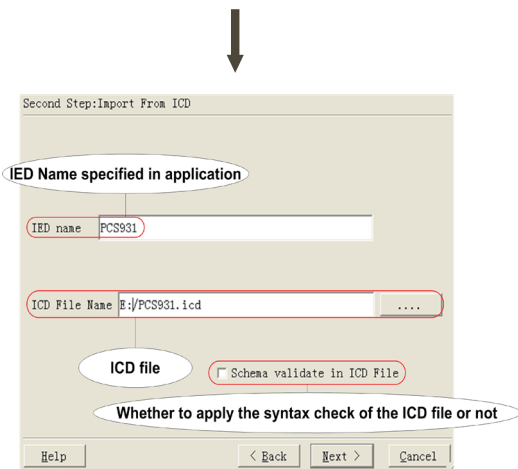 Second Step:Import From ICD
IED Name specified in application
IED name PCS931
ICD File Name E:/PCS931.icd ....
ICD file
Schema validate in ICD File
Whether to apply the syntax check of the ICD file or not
Help < Back Next > Cancel